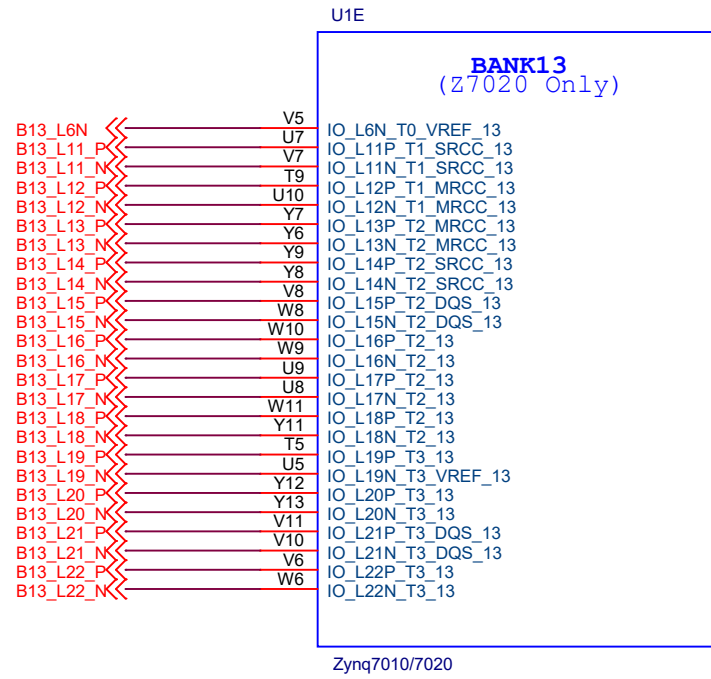 U1E
BANK13
(Z7020 Only)
B13_L6N V5 IO_L6N_T0_VREF_13
B13_L11_P U7 IO_L11P_T1_SRCC_13
B13_L11_N V7 IO_L11N_T1_SRCC_13
B13_L12_P T9 IO_L12P_T1_MRCC_13
B13_L12_N U10 IO_L12N_T1_MRCC_13
B13_L13_P Y7 IO_L13P_T2_MRCC_13
B13_L13_N Y6 IO_L13N_T2_MRCC_13
B13_L14_P Y9 IO_L14P_T2_SRCC_13
B13_L14_N Y8 IO_L14N_T2_SRCC_13
B13_L15_P V8 IO_L15P_T2_DQS_13
B13_L15_N W8 IO_L15N_T2_DQS_13
B13_L16_P W10 IO_L16P_T2_13
B13_L16_N W9 IO_L16N_T2_13
B13_L17_P U9 IO_L17P_T2_13
B13_L17_N U8 IO_L17N_T2_13
B13_L18_P W11 IO_L18P_T2_13
B13_L18_N Y11 IO_L18N_T2_13
B13_L19_P T5 IO_L19P_T3_13
B13_L19_N U5 IO_L19N_T3_VREF_13
B13_L20_P Y12 IO_L20P_T3_13
B13_L20_N Y13 IO_L20N_T3_13
B13_L21_P V11 IO_L21P_T3_DQS_13
B13_L21_N V10 IO_L21N_T3_DQS_13
B13_L22_P V6 IO_L22P_T3_13
B13_L22_N W6 IO_L22N_T3_13
Zynq7010/7020